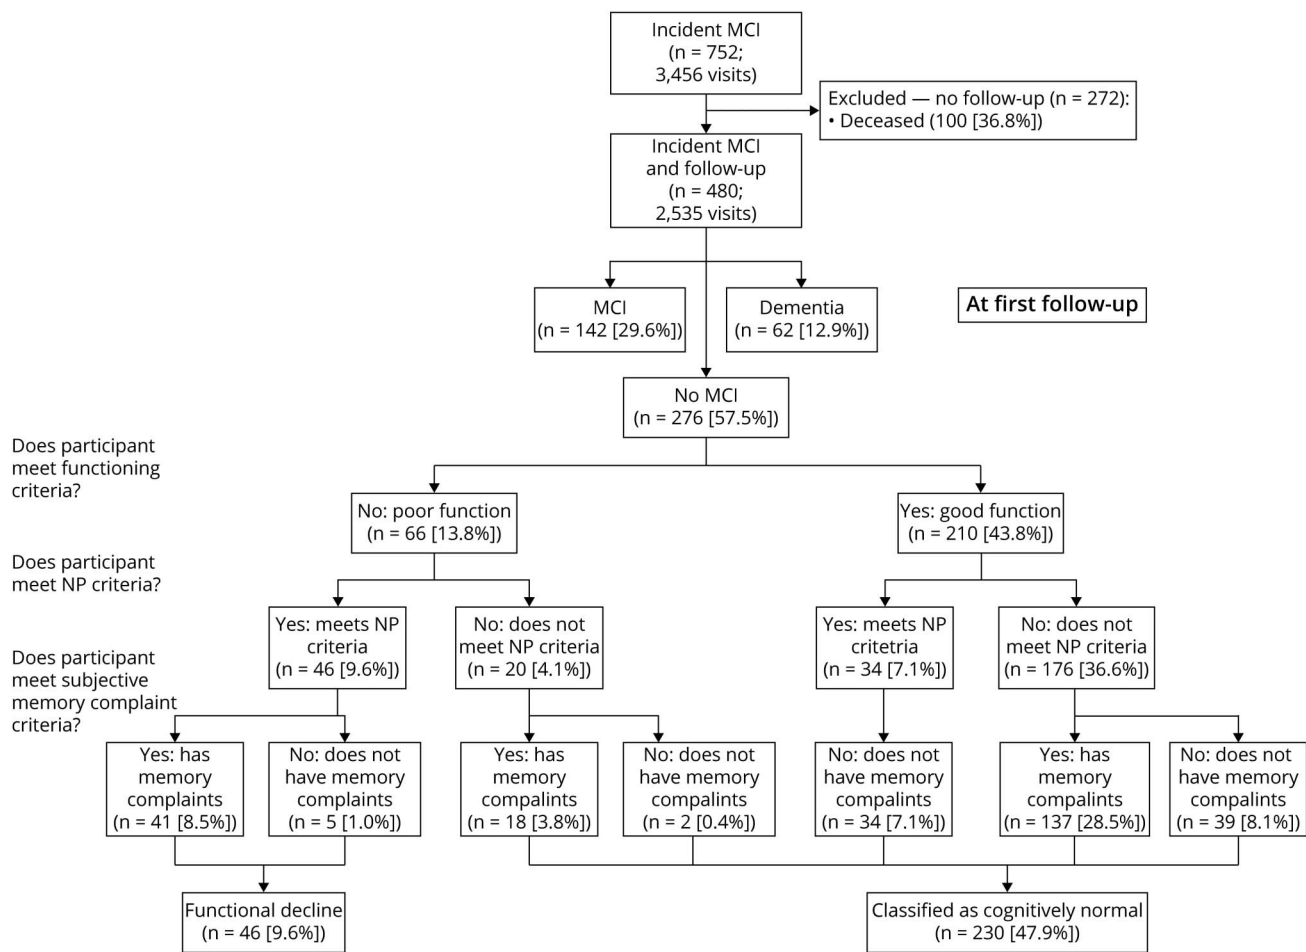 Incident MCI
(n = 752;
3,456 visits)
Excluded — no follow-up (n = 272):
• Deceased (100 [36.8%])
Incident MCI
and follow-up
(n = 480;
2,535 visits)
MCI
(n = 142 [29.6%])
Dementia
(n = 62 [12.9%])
At first follow-up
No MCI
(n = 276 [57.5%])
Does participant
meet functioning
criteria?
No: poor function
(n = 66 [13.8%])
Yes: good function
(n = 210 [43.8%])
Does participant
meet NP criteria?
Yes: meets NP
criteria
(n = 46 [9.6%])
No: does not
meet NP criteria
(n = 20 [4.1%])
Yes: meets NP
critetria
(n = 34 [7.1%])
No: does not
meet NP criteria
(n = 176 [36.6%])
Does participant
meet subjective
memory complaint
criteria?
Yes: has
memory
complaints
(n = 41 [8.5%])
No: does not
have memory
complaints
(n = 5 [1.0%])
Yes: has
memory
compalints
(n = 18 [3.8%])
No: does not
have memory
compalints
(n = 2 [0.4%])
No: does not
have memory
compalints
(n = 34 [7.1%])
Yes: has
memory
compalints
(n = 137 [28.5%])
No: does not
have memory
compalints
(n = 39 [8.1%])
Functional decline
(n = 46 [9.6%])
Classified as cognitively normal
(n = 230 [47.9%])